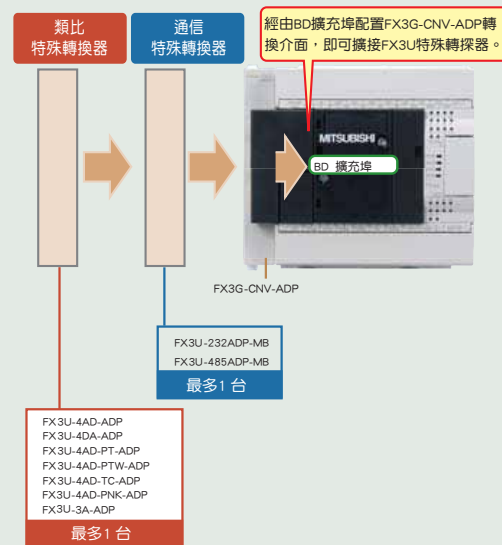 類比
特殊轉換器
通信
特殊轉換器
經由BD擴充埠配置FX3G-CNV-ADP轉
換介面，即可擴接FX3U特殊轉探器。
MITSUBISHI
BD 擴充埠
FX3G-CNV-ADP
FX3U-232ADP-MB
FX3U-485ADP-MB
最多1 台
FX3U-4AD-ADP
FX3U-4DA-ADP
FX3U-4AD-PT-ADP
FX3U-4AD-PTW-ADP
FX3U-4AD-TC-ADP
FX3U-4AD-PNK-ADP
FX3U-3A-ADP
最多1 台